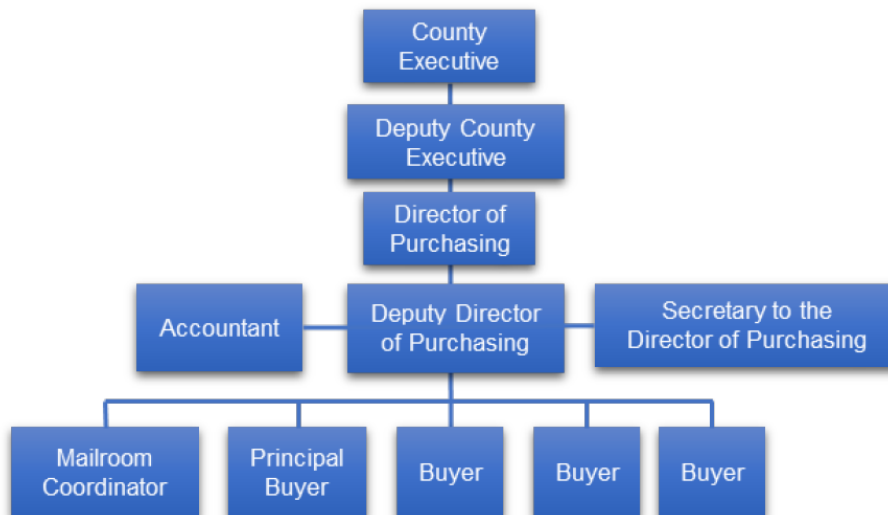 County
Executive
Deputy County
Executive
Director of
Purchasing
Accountant
Deputy Director
of Purchasing
Secretary to the
Director of Purchasing
Mailroom
Coordinator
Principal
Buyer
Buyer
Buyer
Buyer